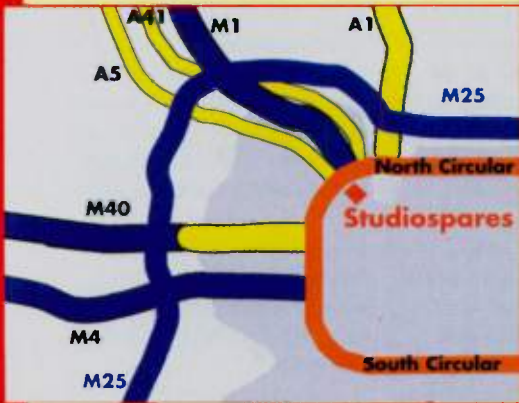 A41
M1
A1
A5
M25
North Circular
Studiospares
M40
M4
South Circular
M25